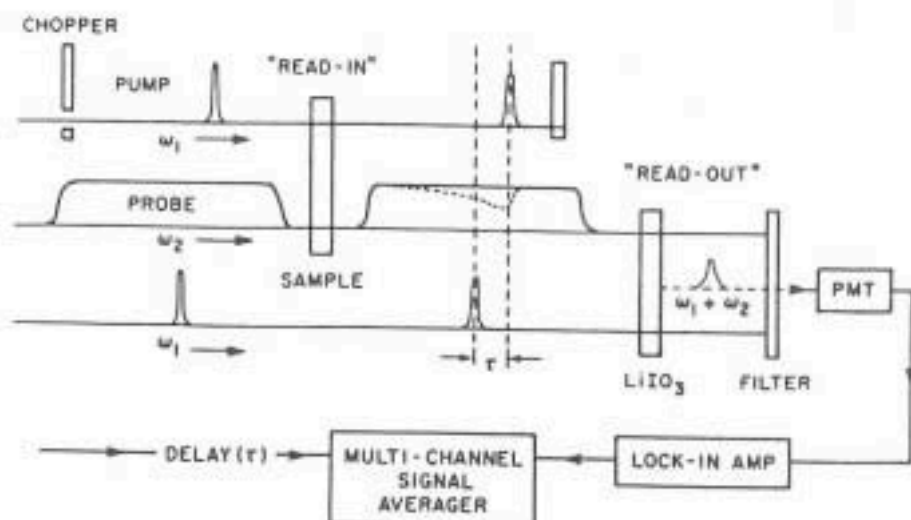 CHOPPER
PUMP
"READ-IN"
ω₁
PROBE
"READ-OUT"
ω₂
SAMPLE
ω₁ + ω₂
PMT
ω₁
τ
LiIO₃
FILTER
DELAY(τ)
MULTI-CHANNEL
SIGNAL
AVERAGER
LOCK-IN AMP